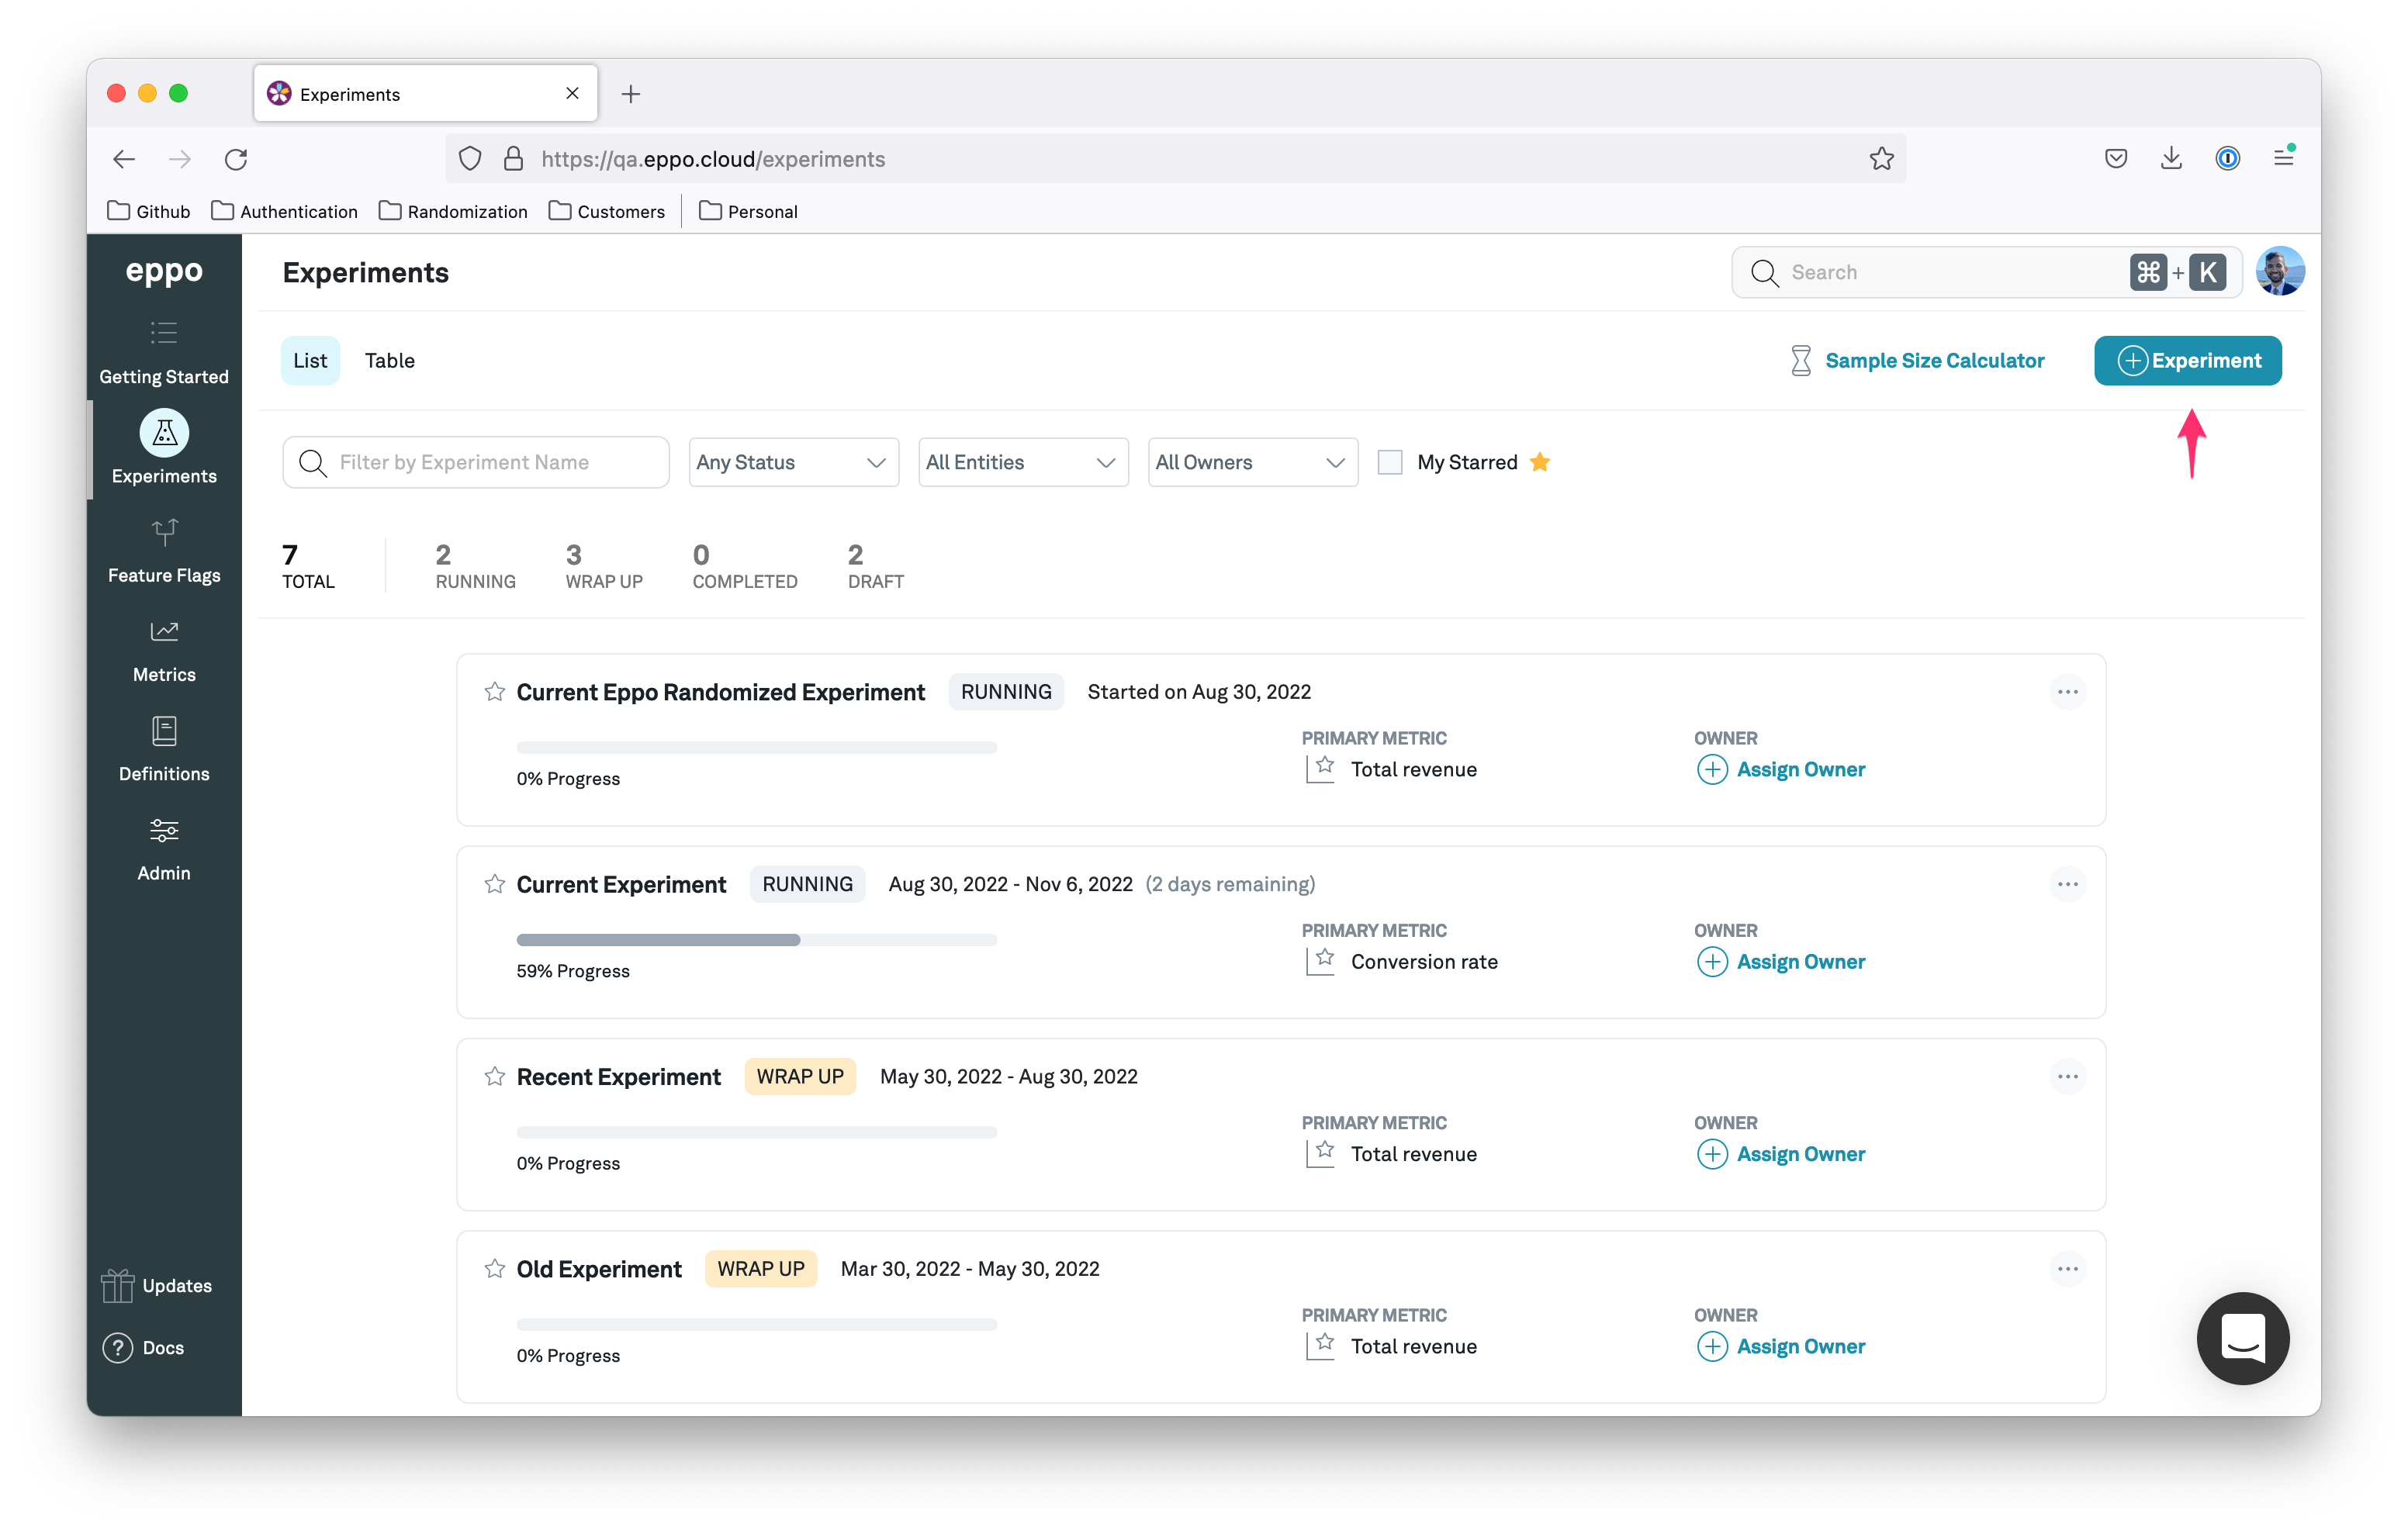 Experiments
https://qa.eppo.cloud/experiments
Github Authentication Randomization Customers Personal
eppo
Getting Started
Experiments
Feature Flags
Metrics
Definitions
Admin
Updates
? Docs
Experiments
Search ⌘ + K
List Table
Sample Size Calculator
Experiment
Filter by Experiment Name
Any Status
All Entities
All Owners
My Starred
7 2 3 0 2
TOTAL RUNNING WRAP UP COMPLETED DRAFT
Current Eppo Randomized Experiment RUNNING Started on Aug 30, 2022
PRIMARY METRIC OWNER
Total revenue Assign Owner
0% Progress
Current Experiment RUNNING Aug 30, 2022 - Nov 6, 2022 (2 days remaining)
PRIMARY METRIC OWNER
Conversion rate Assign Owner
59% Progress
Recent Experiment WRAP UP May 30, 2022 - Aug 30, 2022
PRIMARY METRIC OWNER
Total revenue Assign Owner
0% Progress
Old Experiment WRAP UP Mar 30, 2022 - May 30, 2022
PRIMARY METRIC OWNER
Total revenue Assign Owner
0% Progress